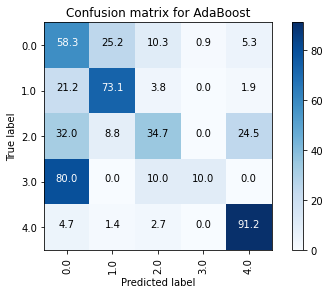 Confusion matrix for AdaBoost
0.0 58.3 25.2 10.3 0.9 5.3
1.0 21.2 73.1 3.8 0.0 1.9
2.0 32.0 8.8 34.7 0.0 24.5
3.0 80.0 0.0 10.0 10.0 0.0
4.0 4.7 1.4 2.7 0.0 91.2
True label
0.0 1.0 2.0 3.0 4.0
Predicted label
80
60
40
20
0